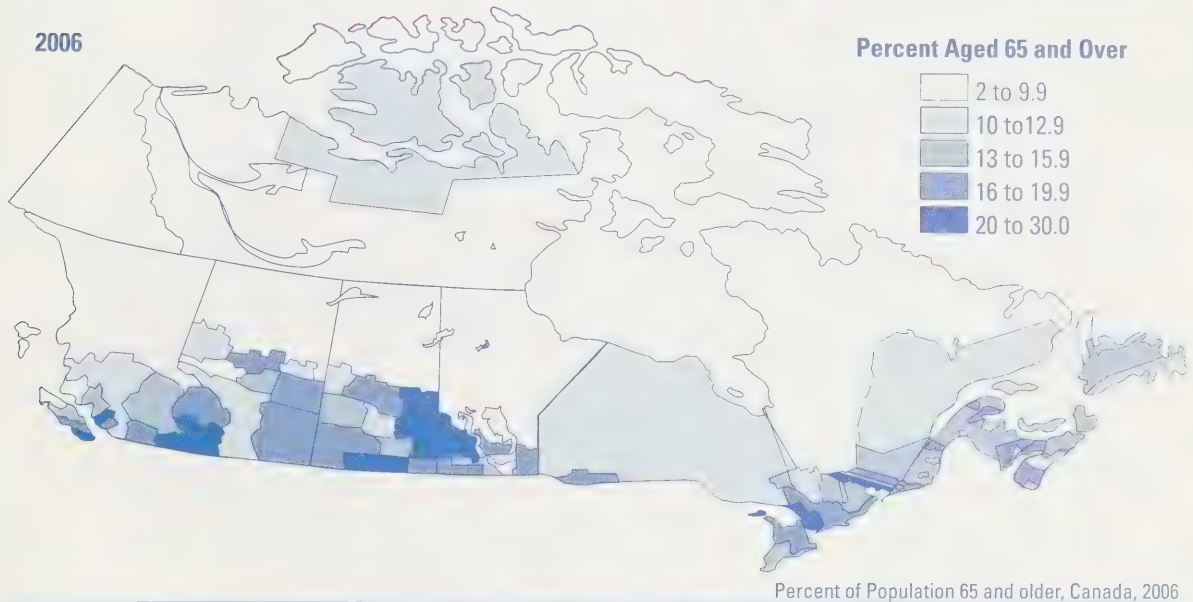 2006
Percent Aged 65 and Over
2 to 9.9
10 to12.9
13 to 15.9
16 to 19.9
20 to 30.0
Percent of Population 65 and older, Canada, 2006